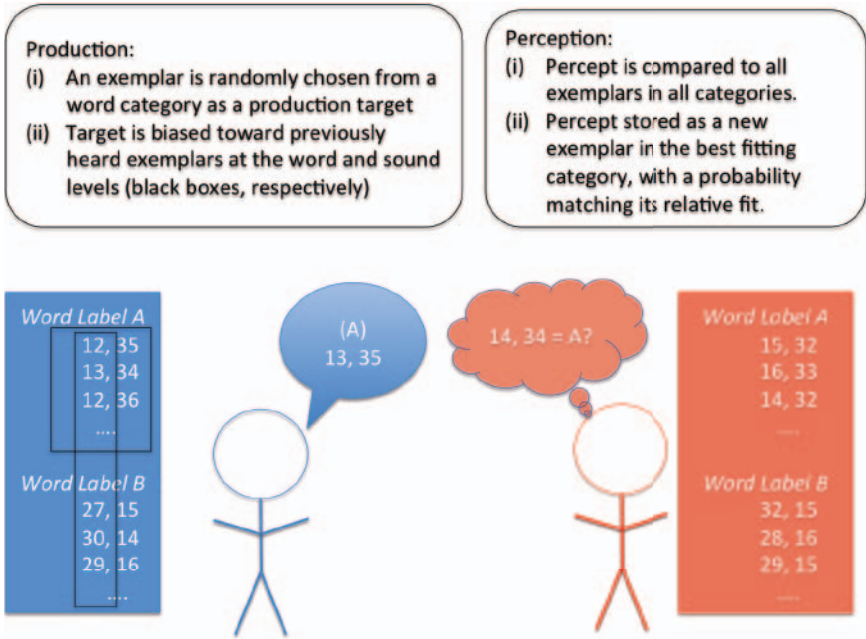 Production:
(i) An exemplar is randomly chosen from a
word category as a production target
(ii) Target is biased toward previously
heard exemplars at the word and sound
levels (black boxes, respectively)
Perception:
(i) Percept is compared to all
exemplars in all categories.
(ii) Percept stored as a new
exemplar in the best fitting
category, with a probability
matching its relative fit.
Word Label A
12, 35
13, 34
12, 36
....
Word Label B
27, 15
30, 14
29, 16
....
(A)
13, 35
14, 34 = A?
Word Label A
15, 32
16, 33
14, 32
....
Word Label B
32, 15
28, 16
29, 15
....